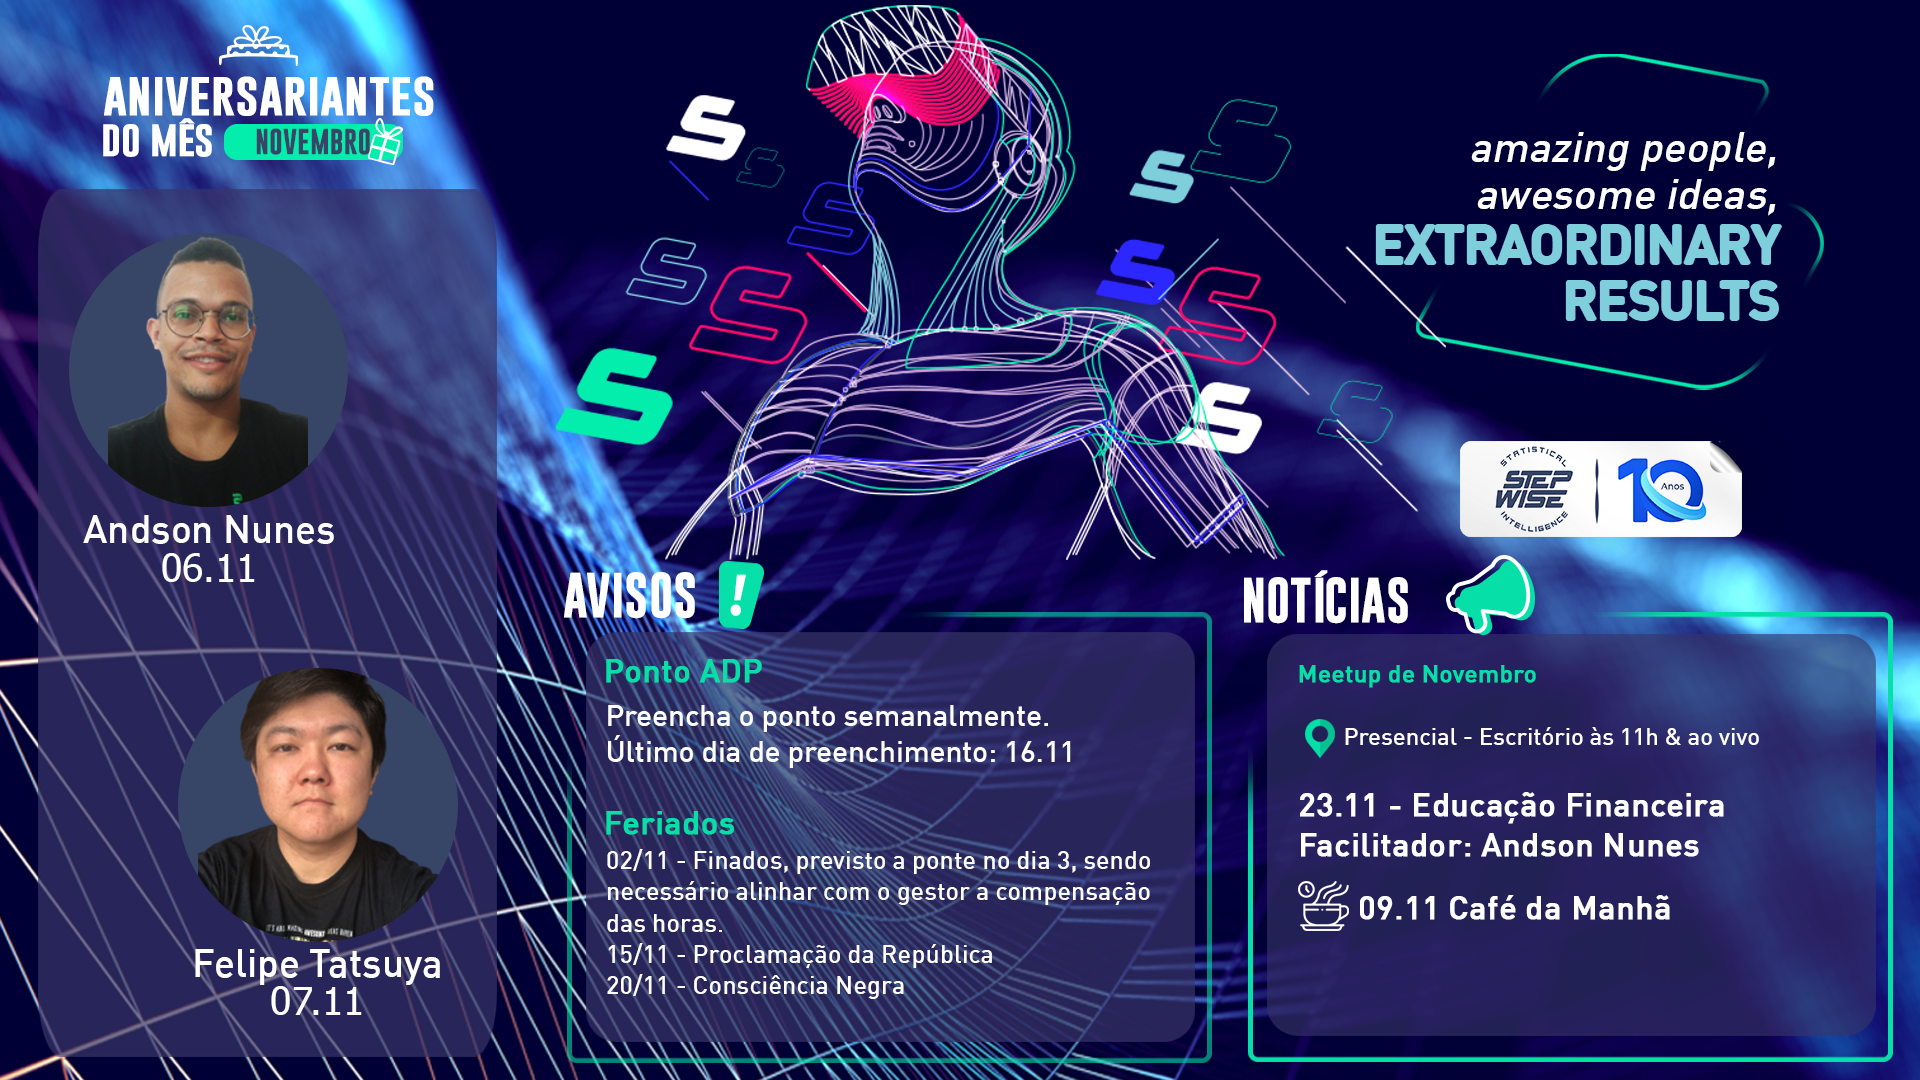 ANIVERSARIANTES
DO MÊS NOVEMBRO
Andson Nunes
06.11
Felipe Tatsuya
07.11
amazing people,
awesome ideas,
EXTRAORDINARY
RESULTS
STATISTICAL
STEP
WISE
INTELLIGENCE
10
Anos
AVISOS !
Ponto ADP
Preencha o ponto semanalmente.
Último dia de preenchimento: 16.11
Feriados
02/11 - Finados, previsto a ponte no dia 3, sendo
necessário alinhar com o gestor a compensação
das horas.
15/11 - Proclamação da República
20/11 - Consciência Negra
NOTÍCIAS
Meetup de Novembro
Presencial - Escritório às 11h & ao vivo
23.11 - Educação Financeira
Facilitador: Andson Nunes
09.11 Café da Manhã